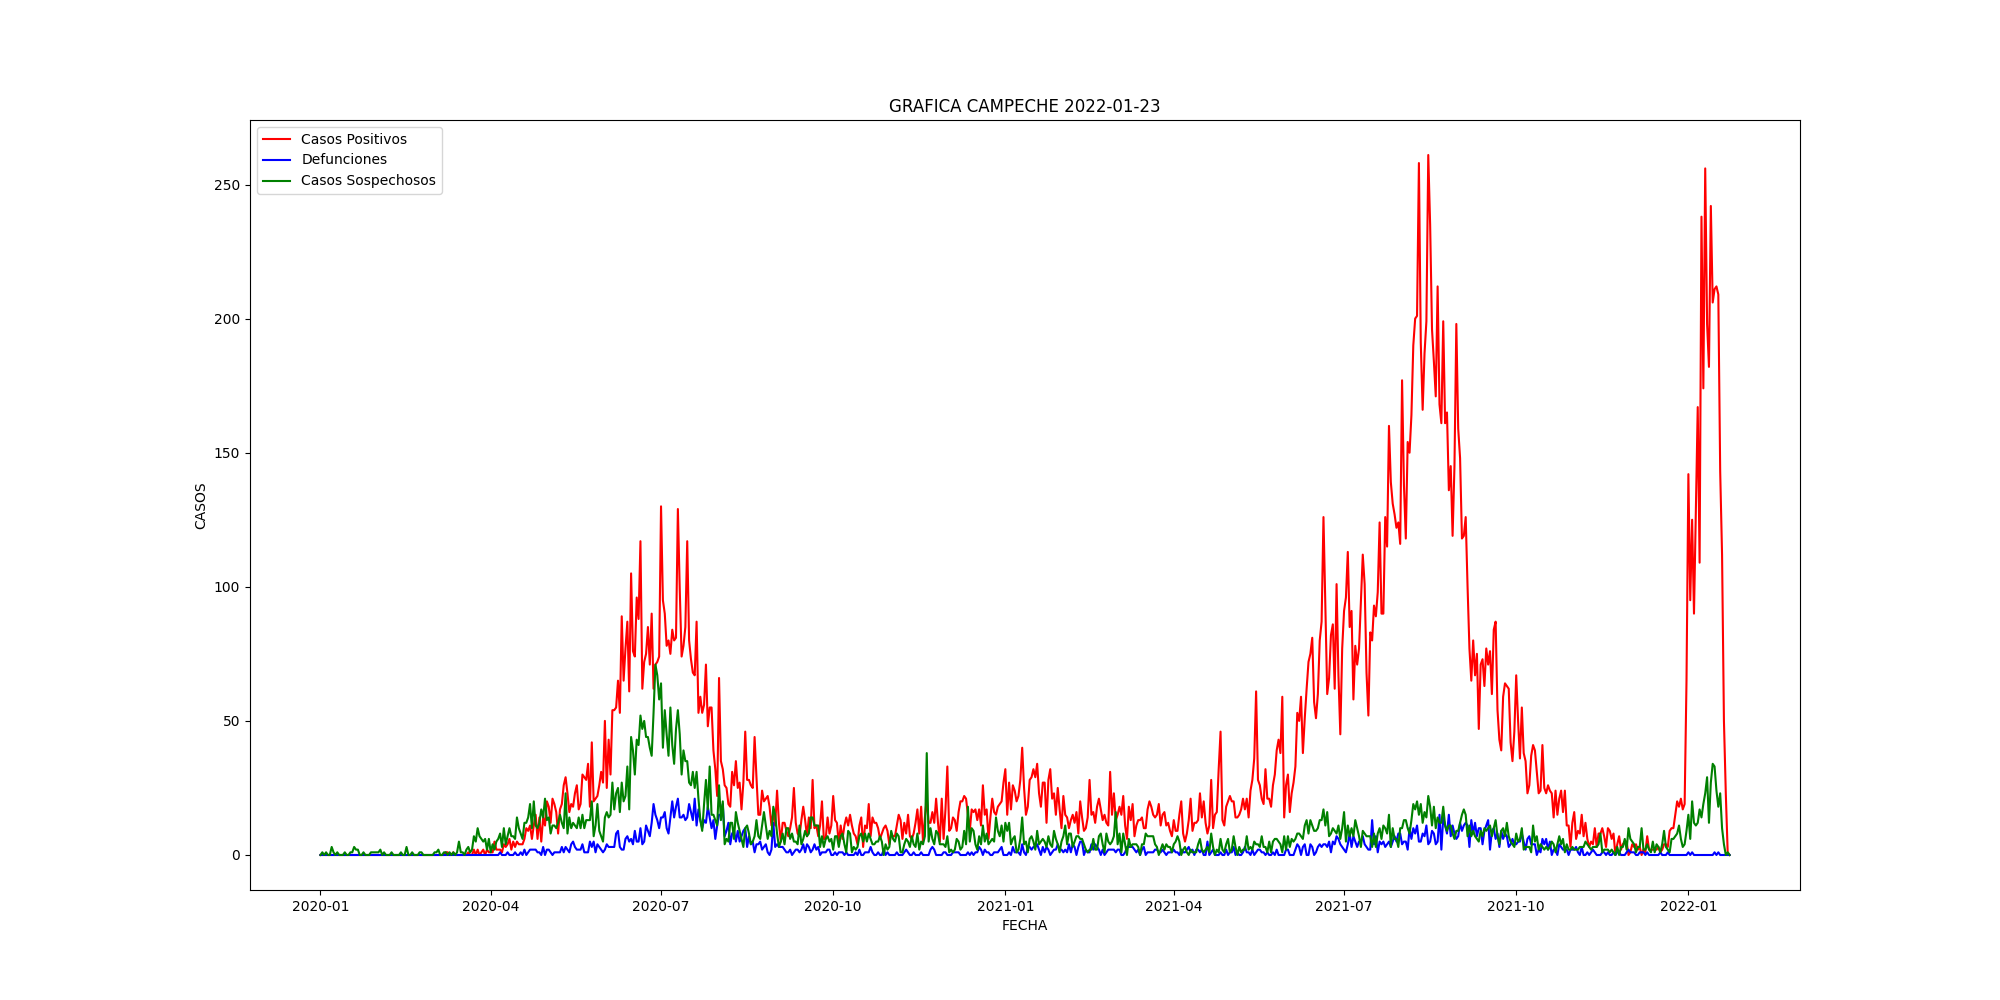 GRAFICA CAMPECHE 2022-01-23
Casos Positivos
Defunciones
Casos Sospechosos
CASOS
250
200
150
100
50
0
2020-01 2020-04 2020-07 2020-10 2021-01 2021-04 2021-07 2021-10 2022-01
FECHA